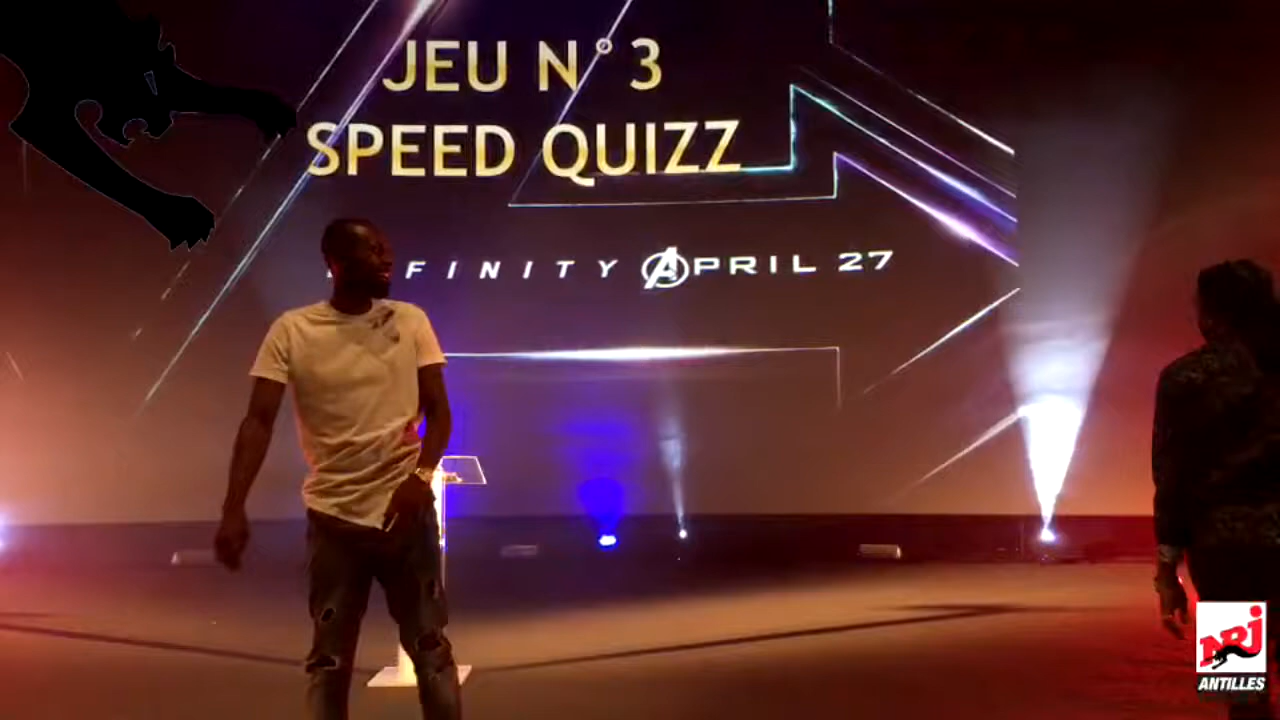 JEU N° 3
SPEED QUIZZ
FINITY APRIL 27
NRJ
ANTILLES